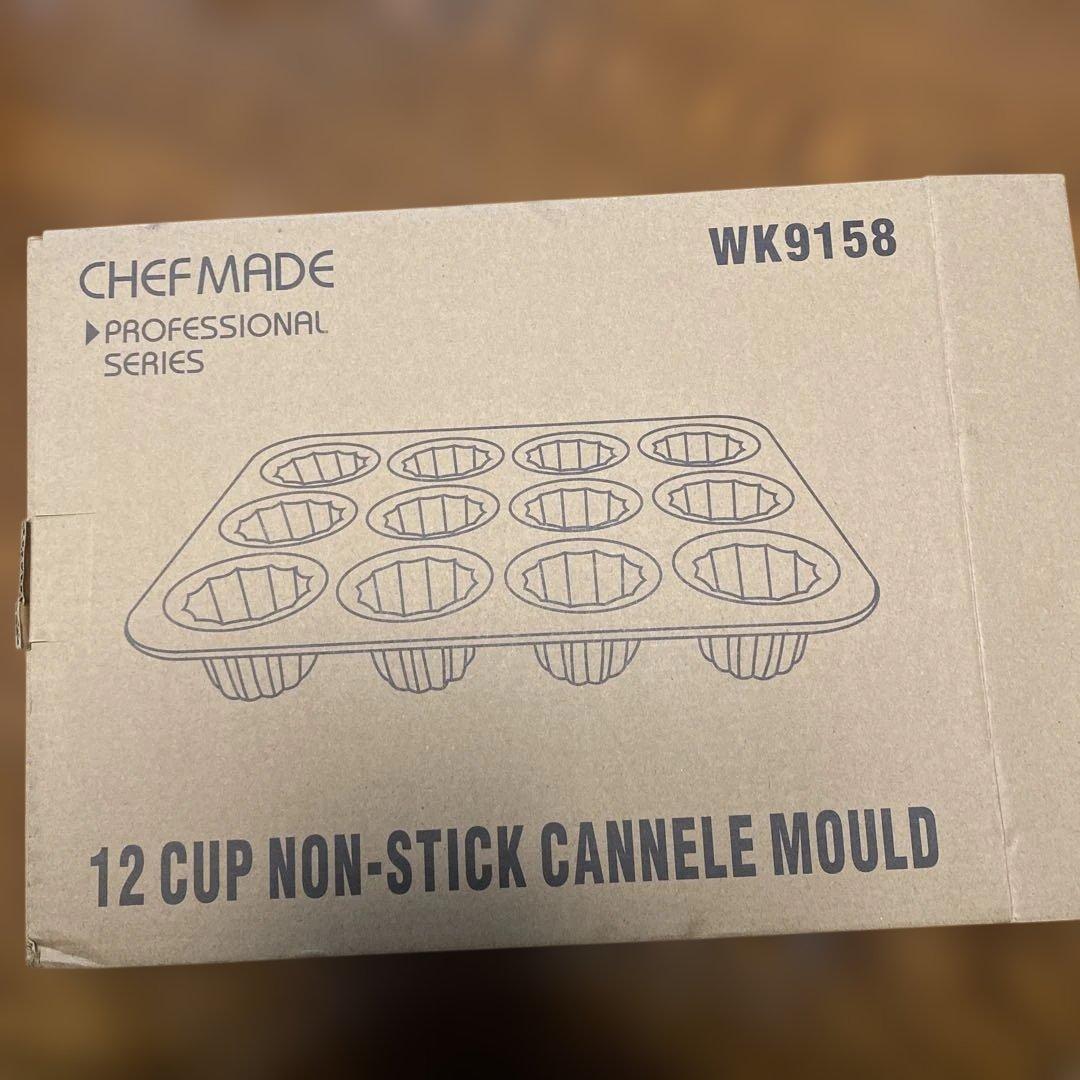 CHEFMADE
PROFESSIONAL
SERIES
WK9158
12 CUP NON-STICK CANNELE MOULD